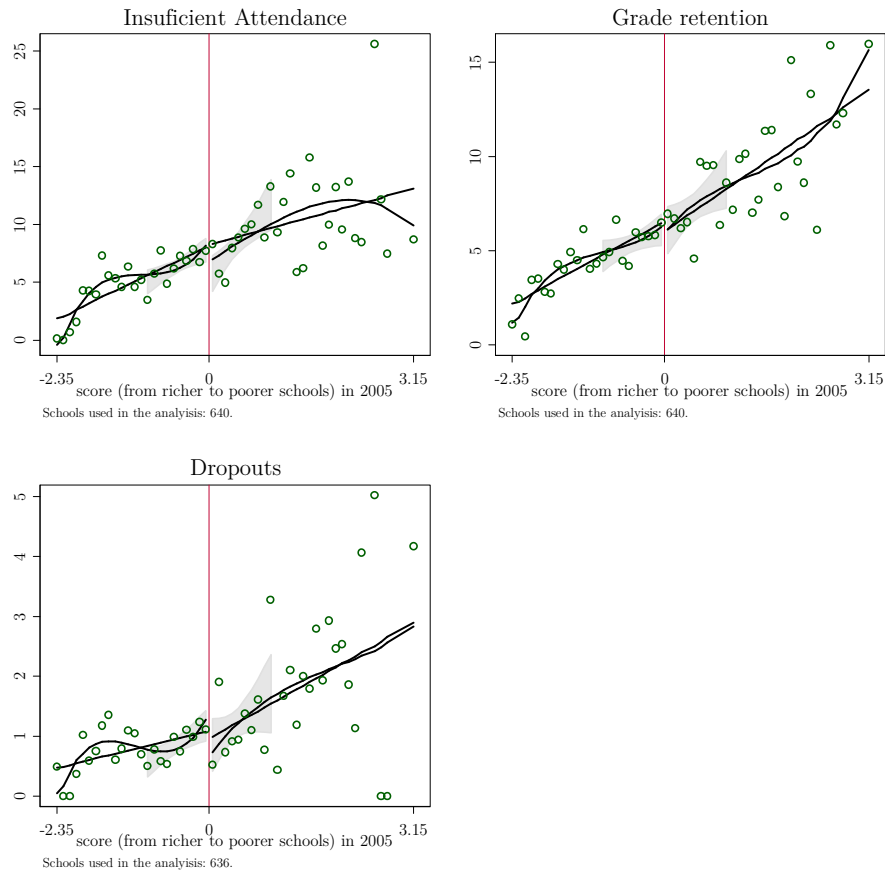 Insuficient Attendance
25
20
15
10
5
0
-2.35 0 3.15
score (from richer to poorer schools) in 2005
Schools used in the analyisis: 640.
Grade retention
15
10
5
0
-2.35 0 3.15
score (from richer to poorer schools) in 2005
Schools used in the analyisis: 640.
Dropouts
5
4
3
2
1
0
-2.35 0 3.15
score (from richer to poorer schools) in 2005
Schools used in the analyisis: 636.